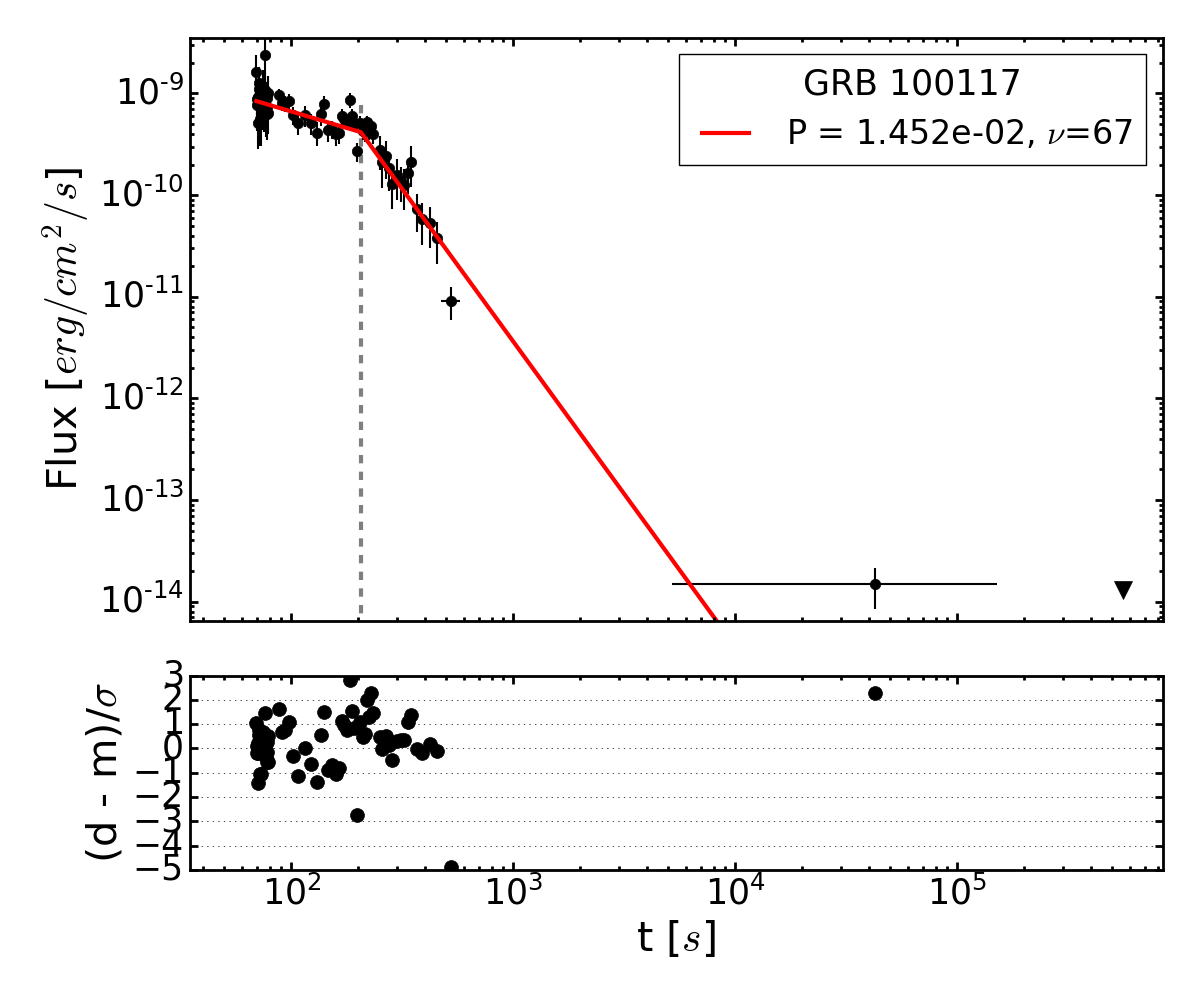 GRB 100117
P = 1.452e-02, ν=67
Flux [erg/cm²/s]
10⁻⁹
10⁻¹⁰
10⁻¹¹
10⁻¹²
10⁻¹³
10⁻¹⁴
(d - m)/σ
3
2
1
0
−1
−2
−3
−4
−5
10² 10³ 10⁴ 10⁵
t [s]